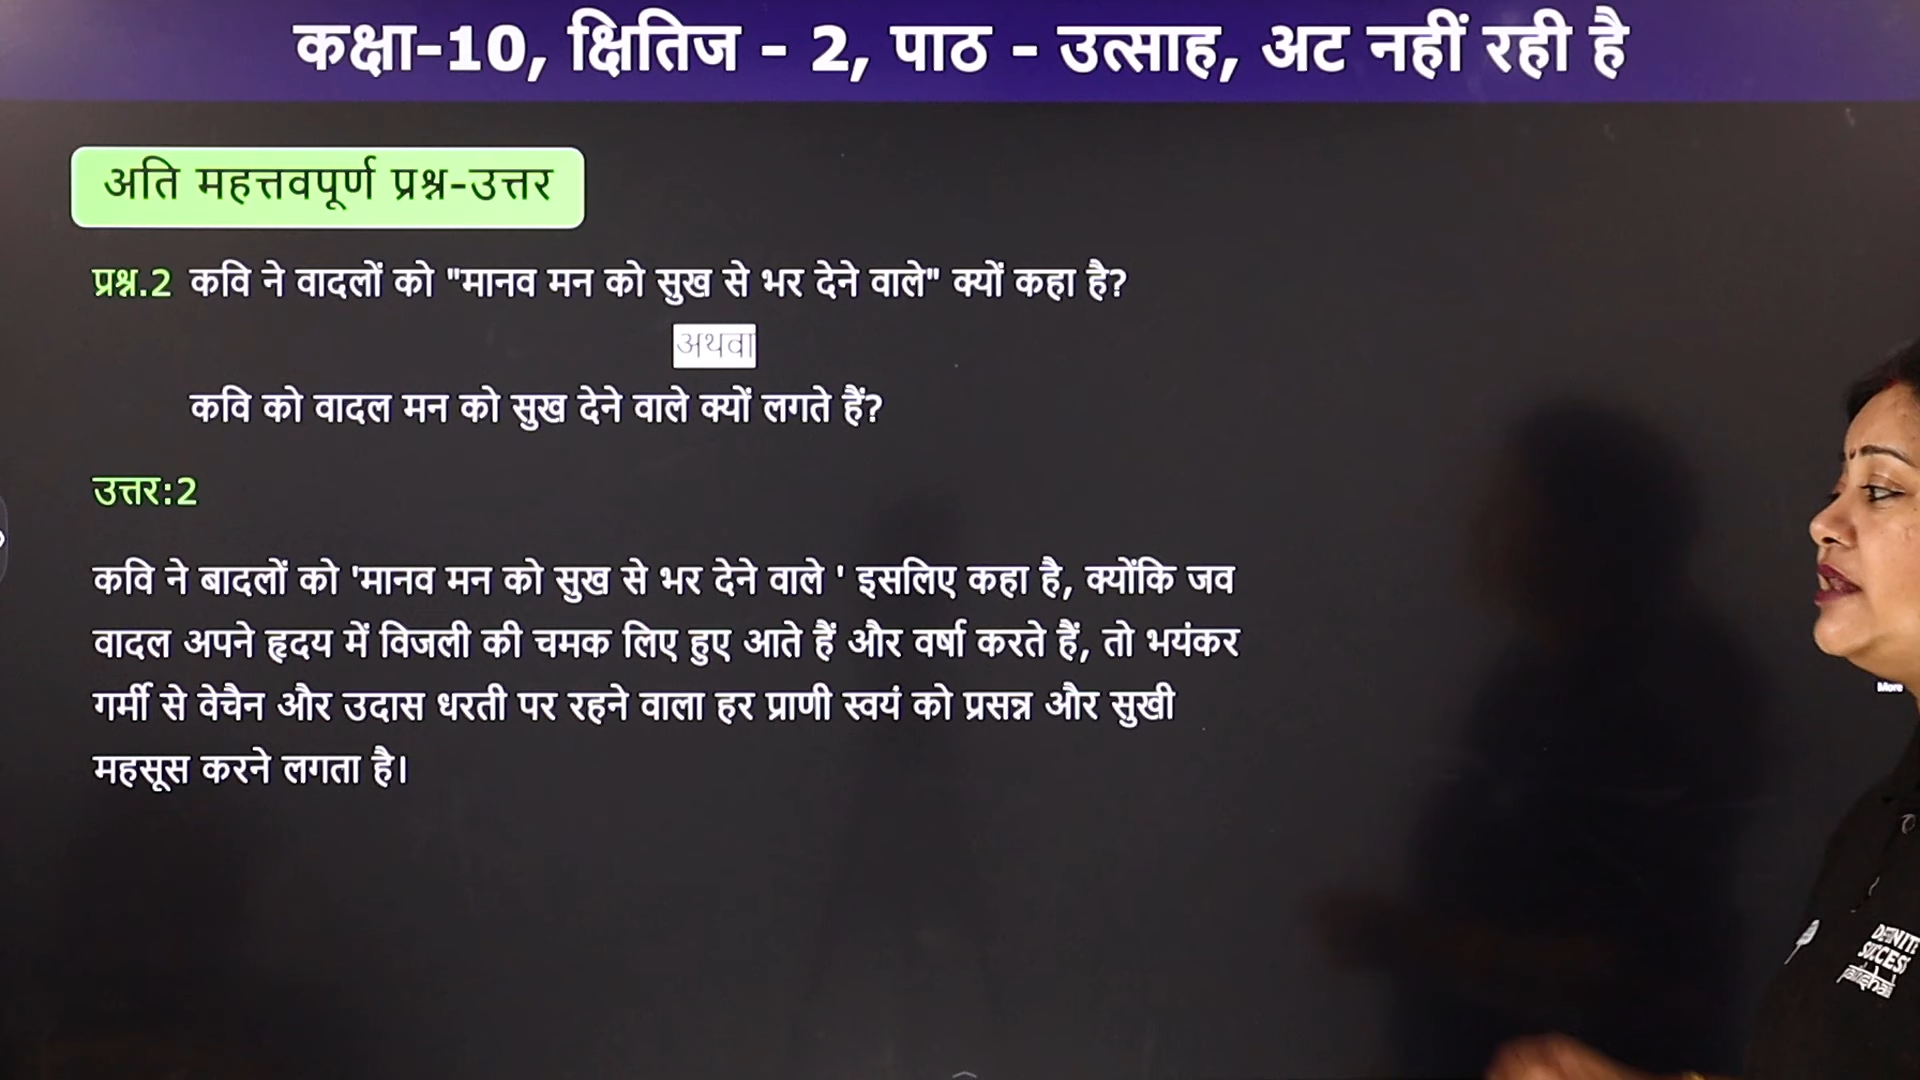 कक्षा-10, क्षितिज - 2, पाठ - उत्साह, अट नहीं रही है
अति महत्तवपूर्ण प्रश्न-उत्तर
प्रश्न.2 कवि ने वादलों को "मानव मन को सुख से भर देने वाले" क्यों कहा है?
अथवा
कवि को वादल मन को सुख देने वाले क्यों लगते हैं?
उत्तर:2
कवि ने बादलों को 'मानव मन को सुख से भर देने वाले ' इसलिए कहा है, क्योंकि जव
वादल अपने हृदय में विजली की चमक लिए हुए आते हैं और वर्षा करते हैं, तो भयंकर
गर्मी से वेचैन और उदास धरती पर रहने वाला हर प्राणी स्वयं को प्रसन्न और सुखी
महसूस करने लगता है।
More
SUCCESS